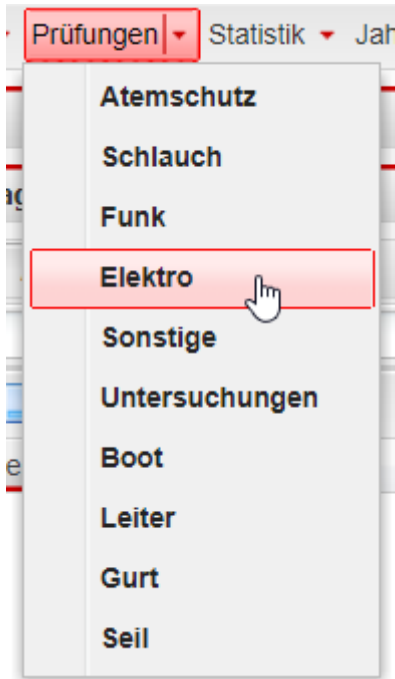 Prüfungen Statistik
Atemschutz
Schlauch
Funk
Elektro
Sonstige
Untersuchungen
Boot
Leiter
Gurt
Seil